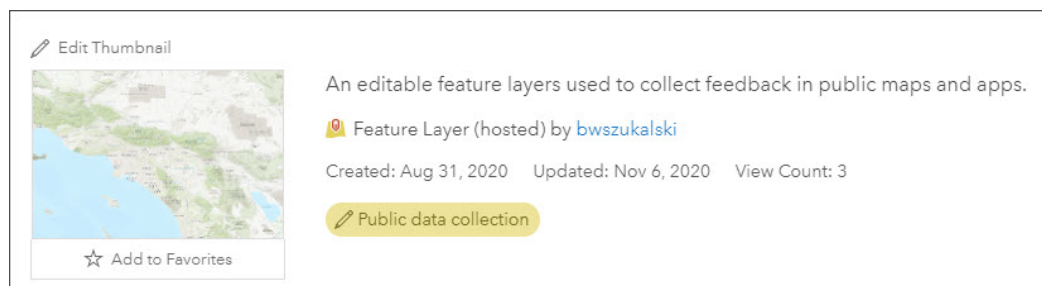 Edit Thumbnail
An editable feature layers used to collect feedback in public maps and apps.
Feature Layer (hosted) by bwszukalski
Created: Aug 31, 2020 Updated: Nov 6, 2020 View Count: 3
Public data collection
Add to Favorites